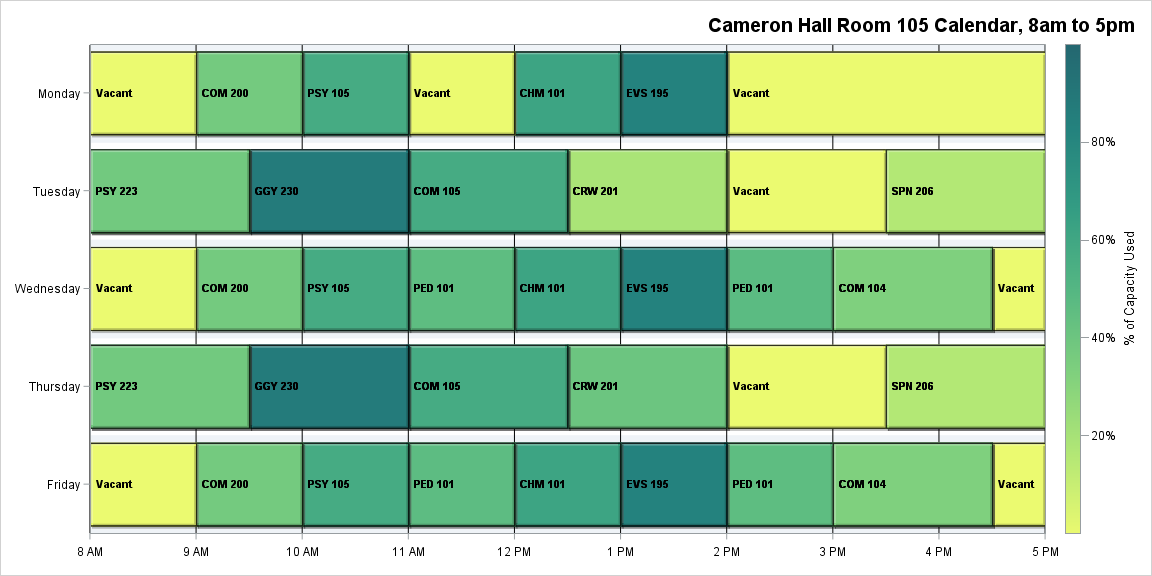 Cameron Hall Room 105 Calendar, 8am to 5pm
Monday
Vacant
COM 200
PSY 105
Vacant
CHM 101
EVS 195
Vacant
Tuesday
PSY 223
GGY 230
COM 105
CRW 201
Vacant
SPN 206
Wednesday
Vacant
COM 200
PSY 105
PED 101
CHM 101
EVS 195
PED 101
COM 104
Vacant
Thursday
PSY 223
GGY 230
COM 105
CRW 201
Vacant
SPN 206
Friday
Vacant
COM 200
PSY 105
PED 101
CHM 101
EVS 195
PED 101
COM 104
Vacant
8 AM
9 AM
10 AM
11 AM
12 PM
1 PM
2 PM
3 PM
4 PM
5 PM
80%
60%
40%
20%
% of Capacity Used